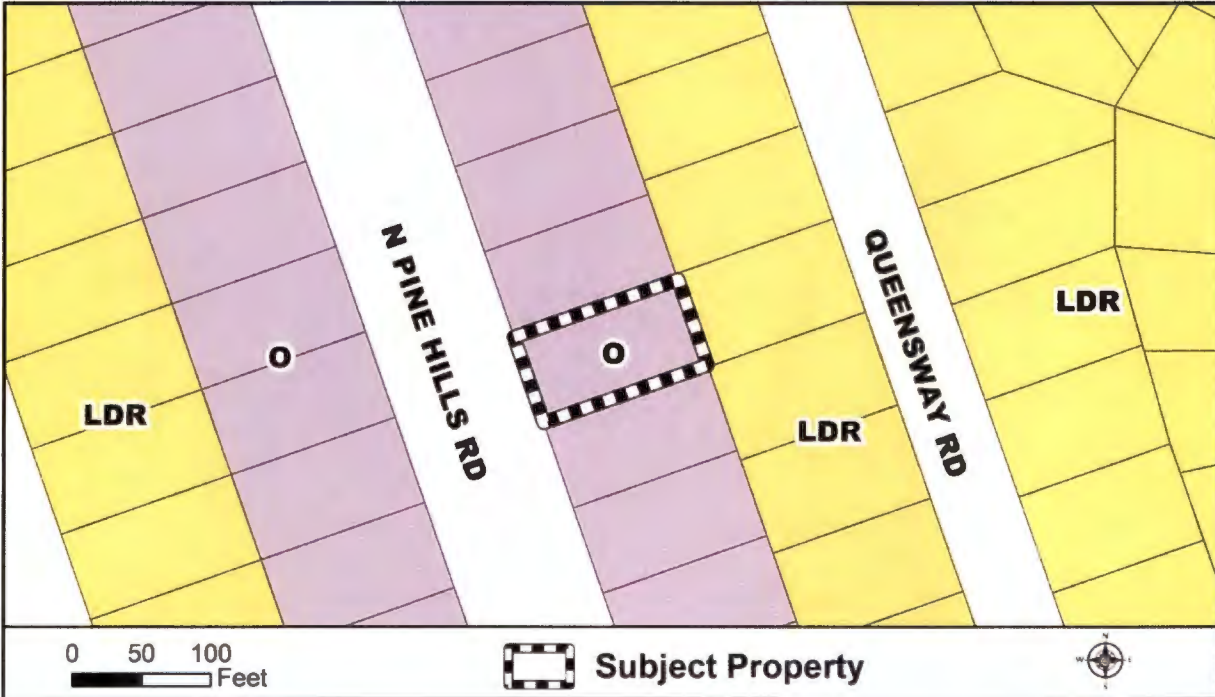 N PINE HILLS RD
QUEENSWAY RD
LDR
O
O
LDR
LDR
0 50 100
Feet
Subject Property
N
W E